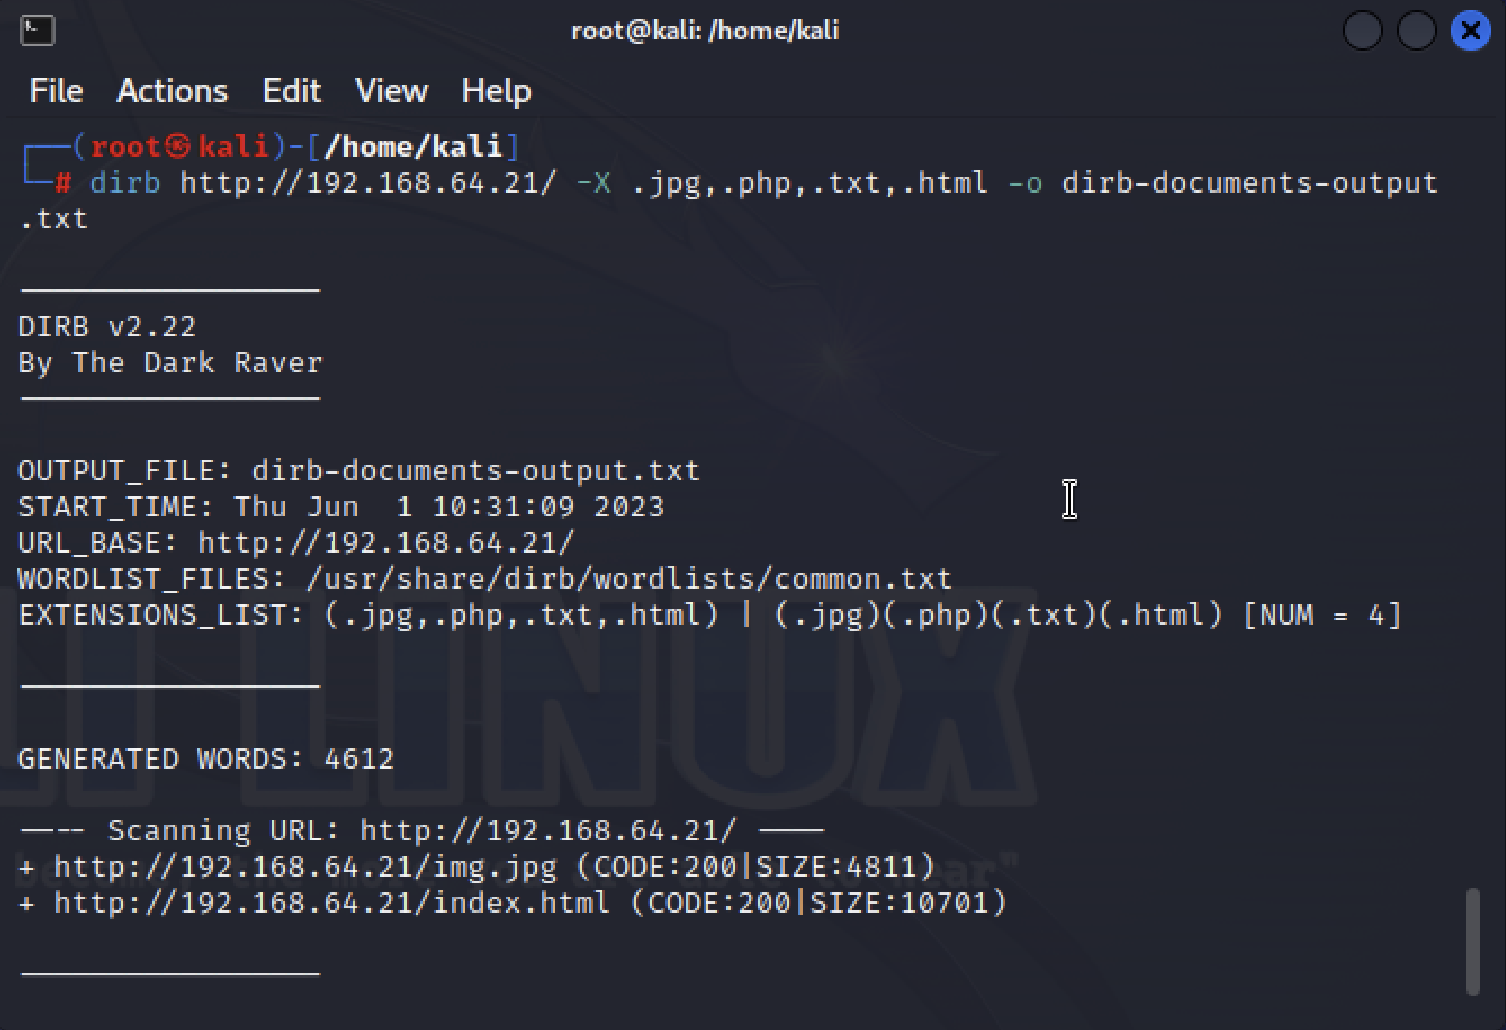 root@kali: /home/kali
File Actions Edit View Help
┌──(root㉿kali)-[/home/kali]
└─# dirb http://192.168.64.21/ -X .jpg,.php,.txt,.html -o dirb-documents-output
.txt
DIRB v2.22
By The Dark Raver
OUTPUT_FILE: dirb-documents-output.txt
START_TIME: Thu Jun  1 10:31:09 2023
URL_BASE: http://192.168.64.21/
WORDLIST_FILES: /usr/share/dirb/wordlists/common.txt
EXTENSIONS_LIST: (.jpg,.php,.txt,.html) | (.jpg)(.php)(.txt)(.html) [NUM = 4]
GENERATED WORDS: 4612
---- Scanning URL: http://192.168.64.21/ ----
+ http://192.168.64.21/img.jpg (CODE:200|SIZE:4811)
+ http://192.168.64.21/index.html (CODE:200|SIZE:10701)
LI LINUX